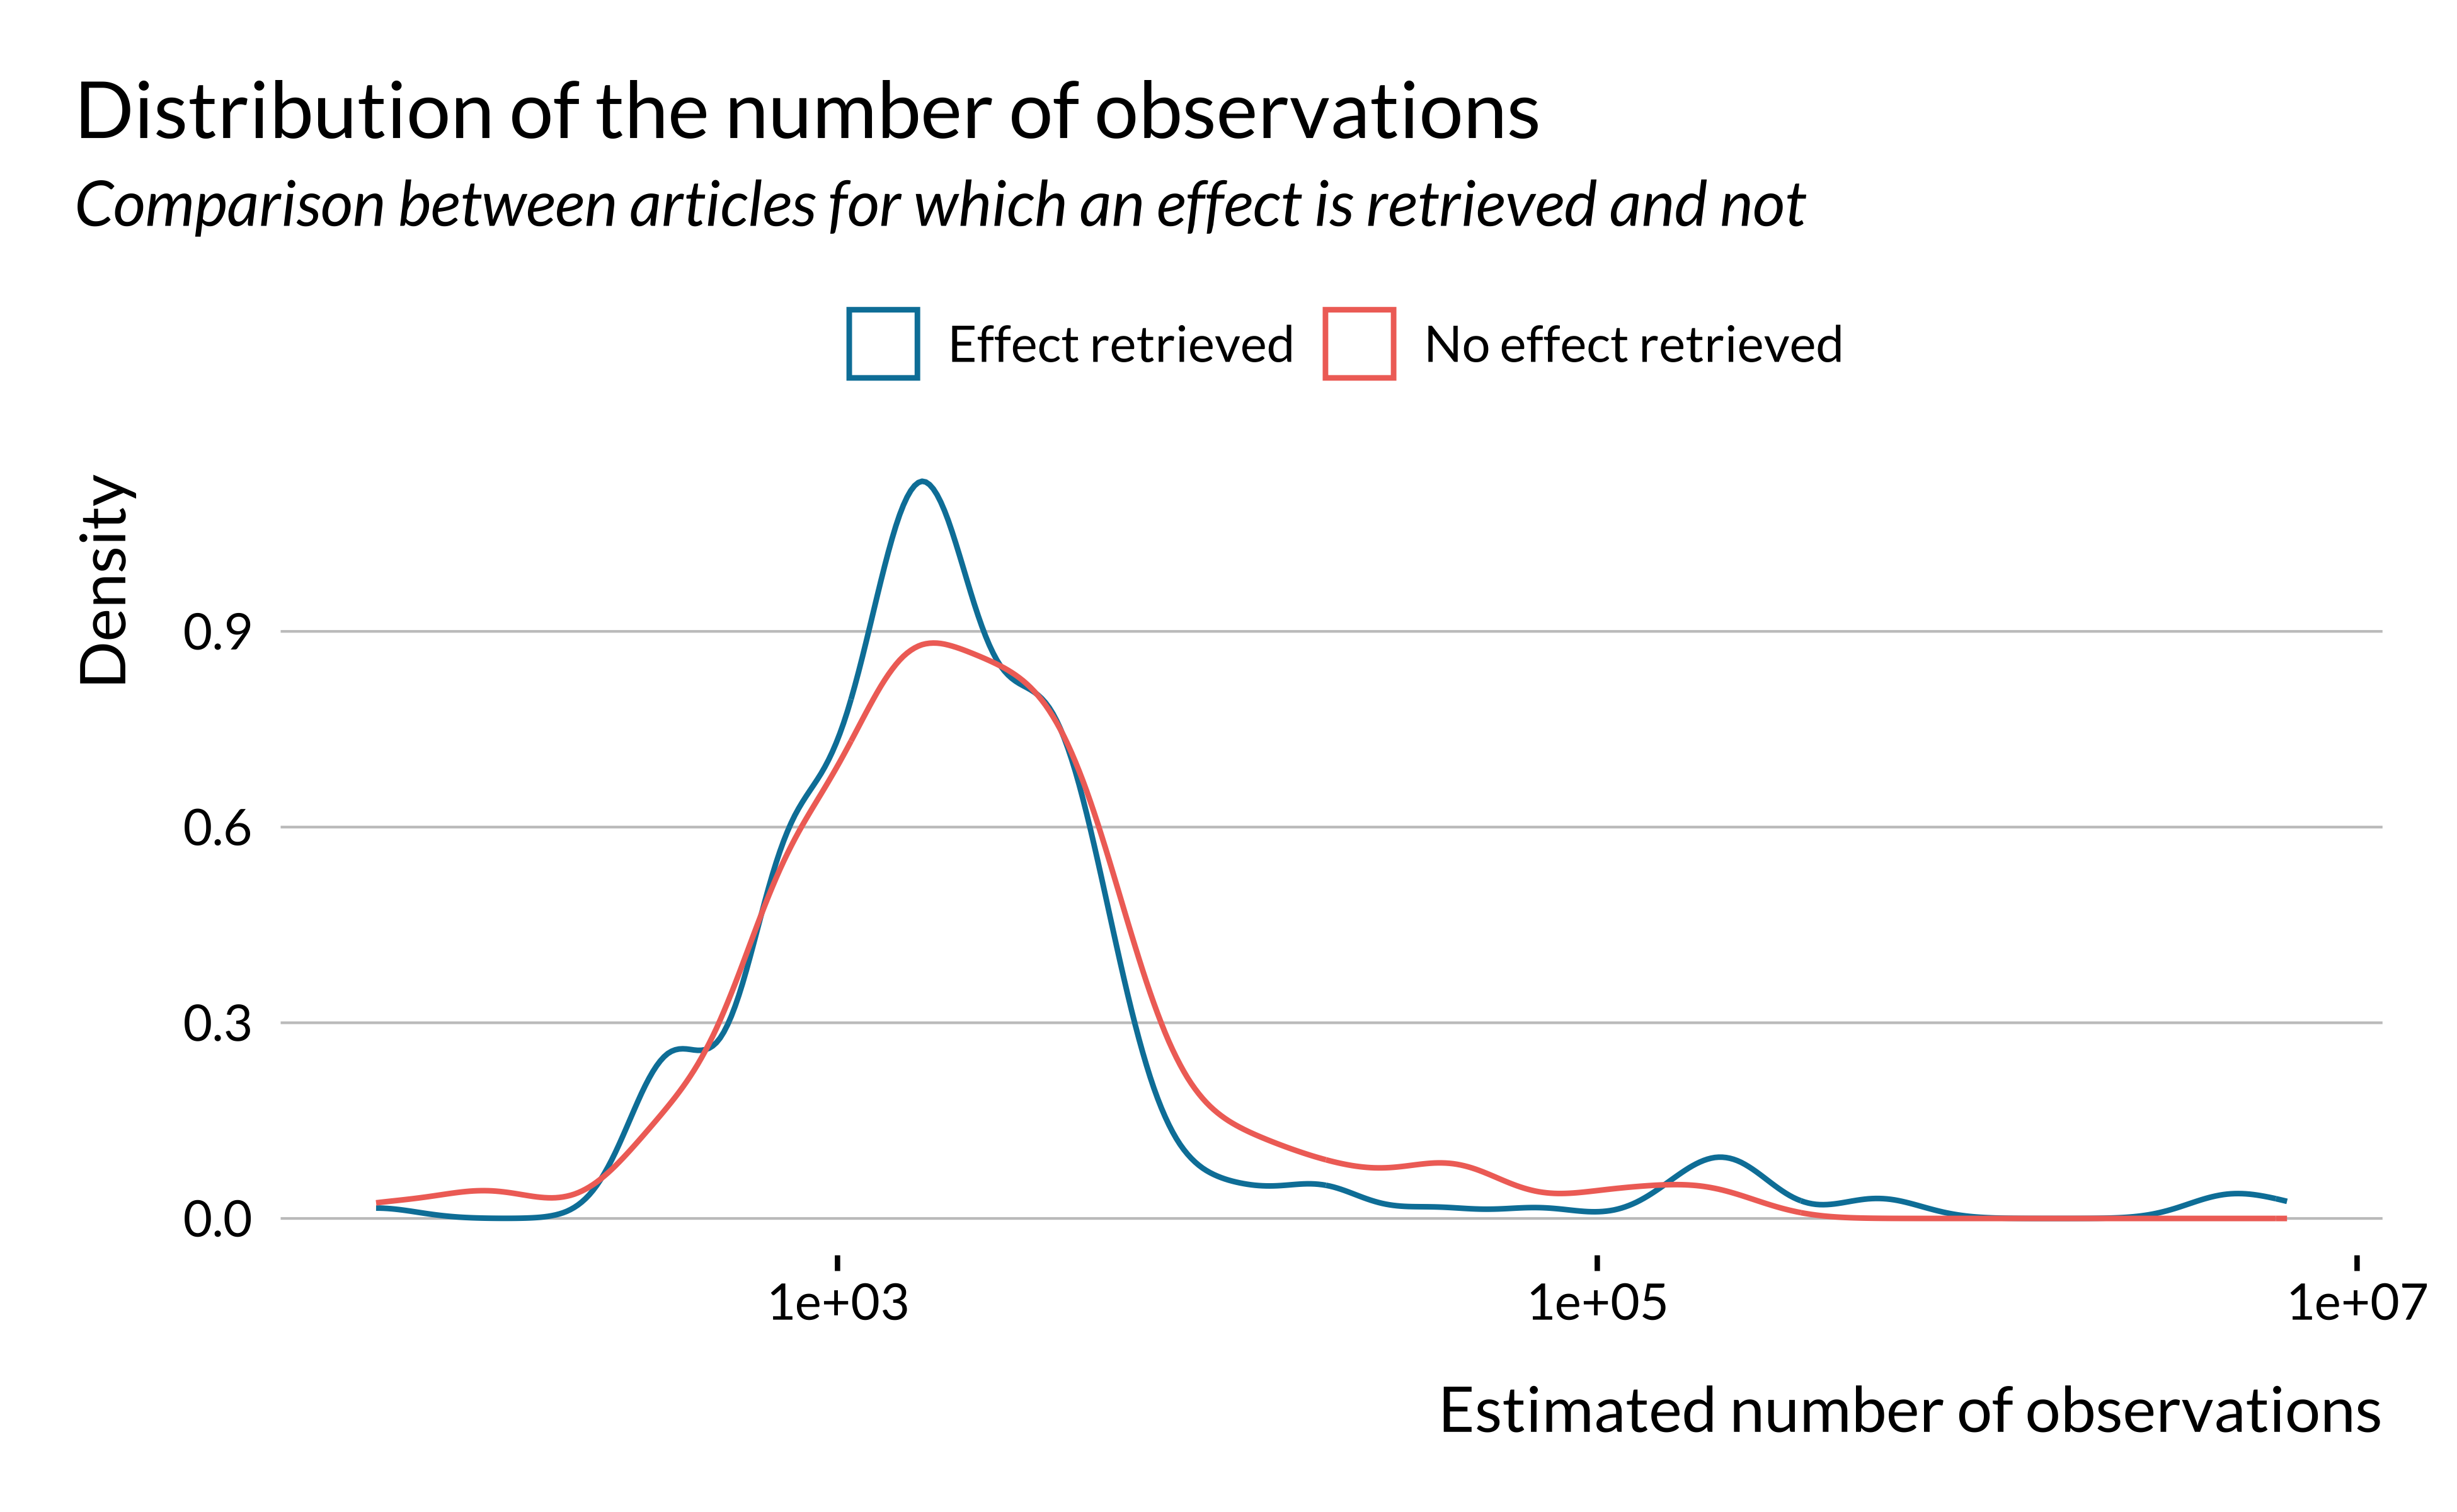 Distribution of the number of observations
Comparison between articles for which an effect is retrieved and not
Effect retrieved
No effect retrieved
Density
0.9
0.6
0.3
0.0
1e+03
1e+05
1e+07
Estimated number of observations